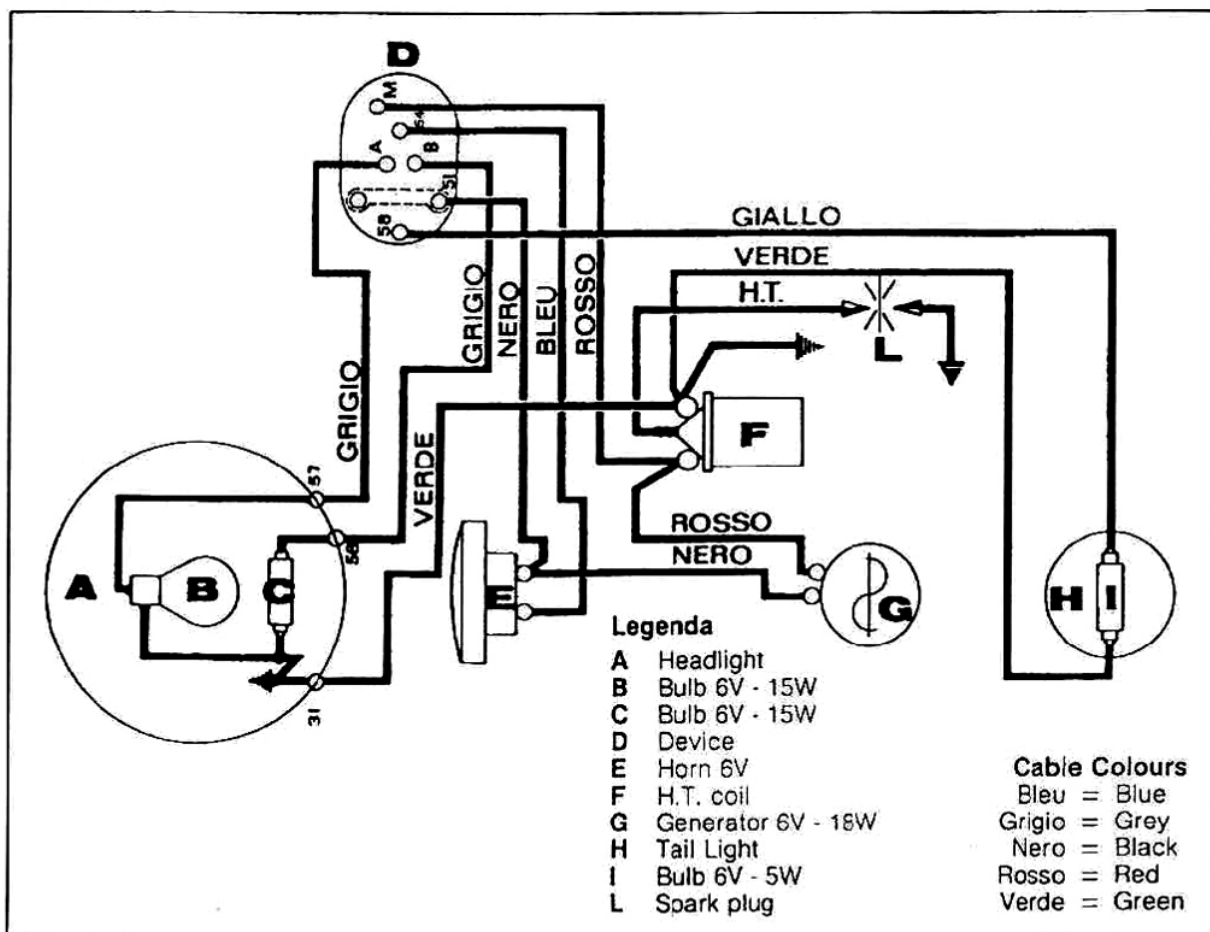 D
M
54
A
B
51
58
GIALLO
VERDE
H.T.
L
GRIGIO
NERO
BLEU
ROSSO
GRIGIO
VERDE
F
57
56
A
B
C
31
E
ROSSO
NERO
G
H
I
Legenda
A Headlight
B Bulb 6V - 15W
C Bulb 6V - 15W
D Device
E Horn 6V
F H.T. coil
G Generator 6V - 18W
H Tail Light
I Bulb 6V - 5W
L Spark plug
Cable Colours
Bleu = Blue
Grigio = Grey
Nero = Black
Rosso = Red
Verde = Green